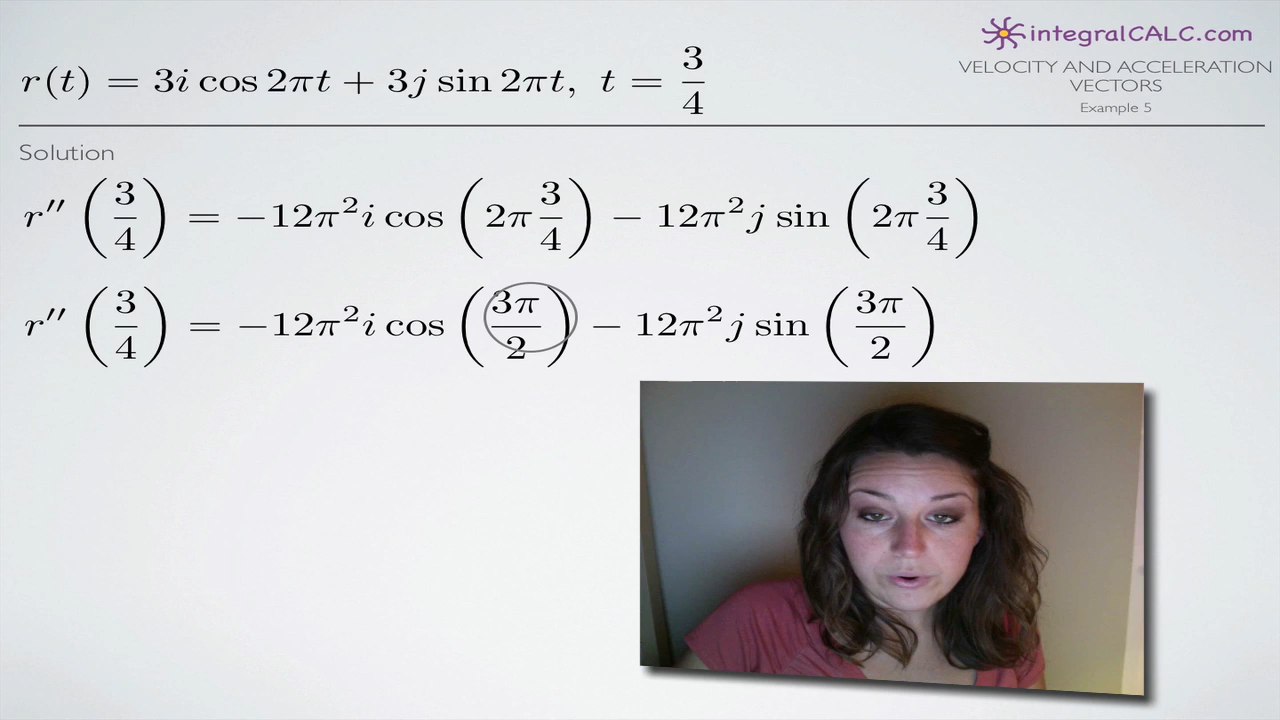 integralCALC.com
VELOCITY AND ACCELERATION
VECTORS
Example 5
r(t) = 3i cos 2πt + 3j sin 2πt, t = 3/4
Solution
r″ (3/4) = −12π²i cos (2π 3/4) − 12π²j sin (2π 3/4)
r″ (3/4) = −12π²i cos (3π/2) − 12π²j sin (3π/2)